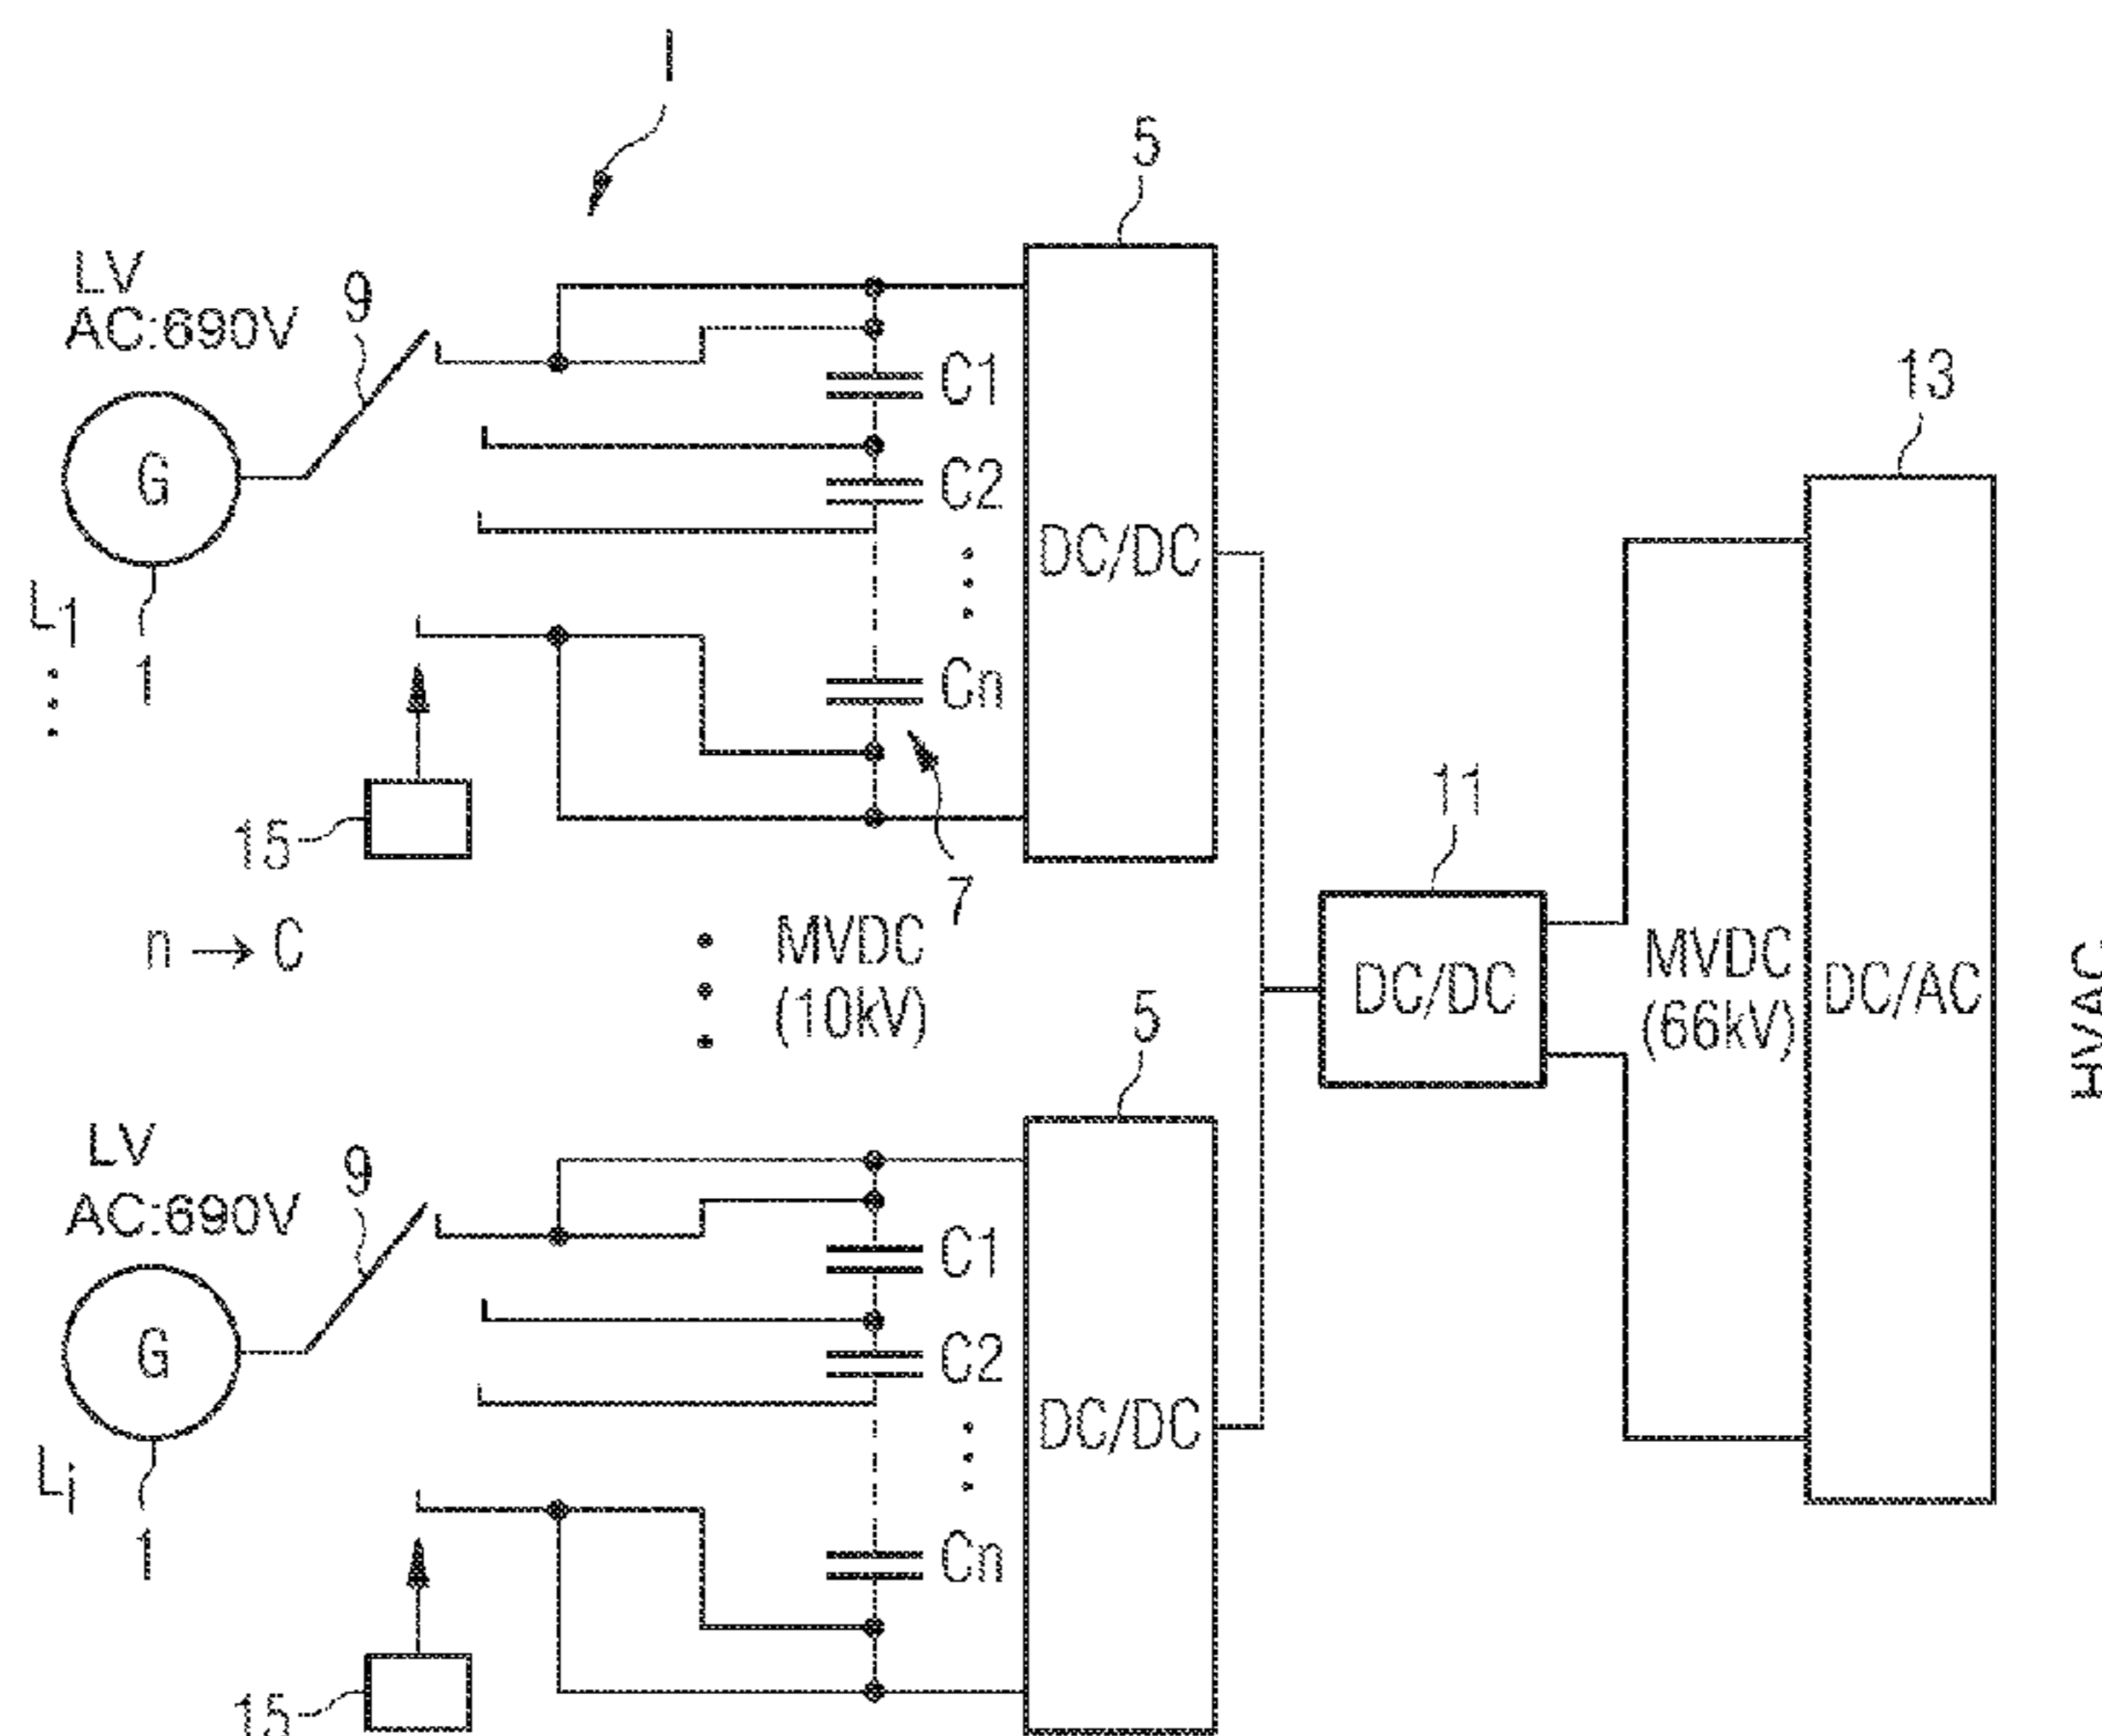 I
5
LV
AC:690V
9
C1
13
G
C2
DC/DC
L1
1
Cn
11
15
7
n → C
MVDC
(10kV)
DC/DC
MVDC
(66kV)
DC/AC
HVAC
5
LV
9
AC:690V
C1
G
C2
DC/DC
Li
1
Cn
15